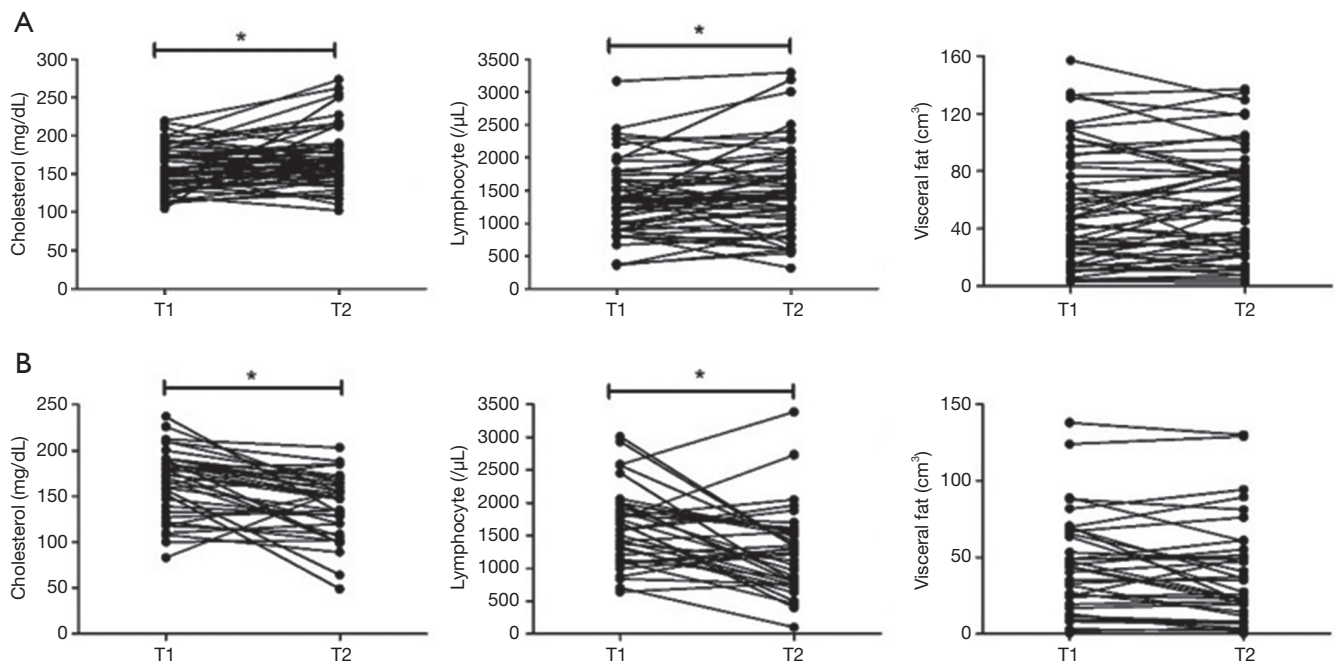 A
*
Cholesterol (mg/dL)
300
250
200
150
100
50
0
T1
T2
*
Lymphocyte (/μL)
3500
3000
2500
2000
1500
1000
500
0
T1
T2
Visceral fat (cm³)
160
120
80
40
0
T1
T2
B
*
Cholesterol (mg/dL)
250
200
150
100
50
0
T1
T2
*
Lymphocyte (/μL)
3500
3000
2500
2000
1500
1000
500
0
T1
T2
Visceral fat (cm³)
150
100
50
0
T1
T2